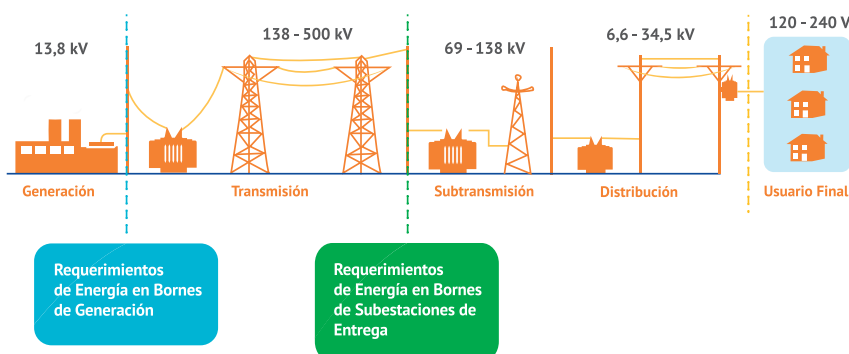 13,8 kV
138 - 500 kV
69 - 138 kV
6,6 - 34,5 kV
120 - 240 V
Generación
Transmisión
Subtransmisión
Distribución
Usuario Final
Requerimientos
de Energía en Bornes
de Generación
Requerimientos
de Energía en Bornes
de Subestaciones de
Entrega